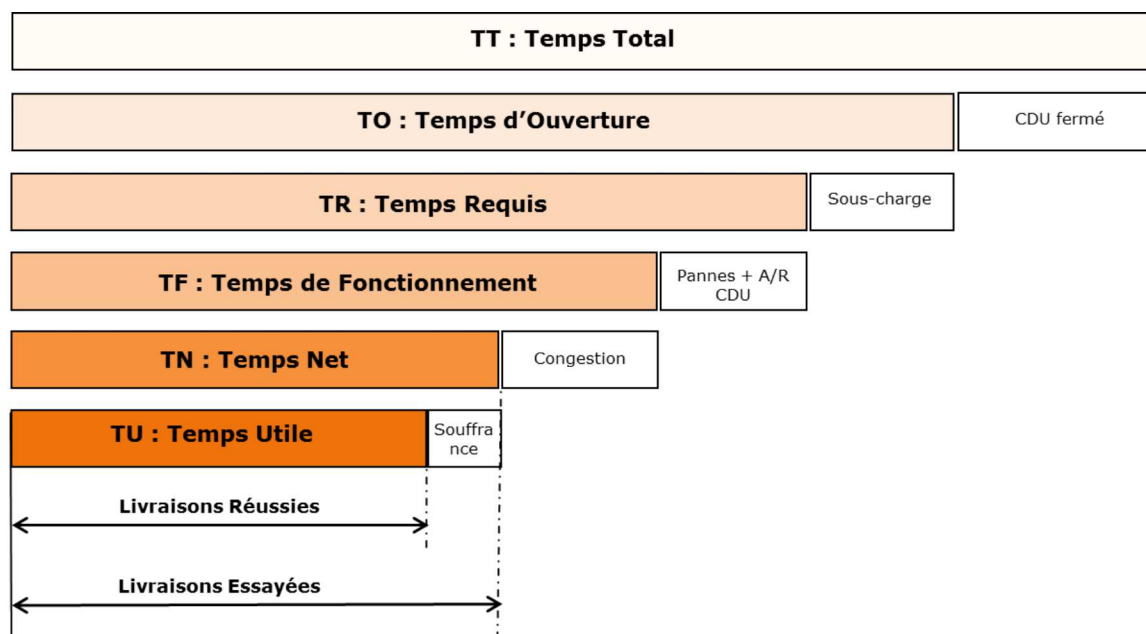 TT : Temps Total
TO : Temps d’Ouverture
CDU fermé
TR : Temps Requis
Sous-charge
TF : Temps de Fonctionnement
Pannes + A/R
CDU
TN : Temps Net
Congestion
TU : Temps Utile
Souffra
nce
Livraisons Réussies
Livraisons Essayées